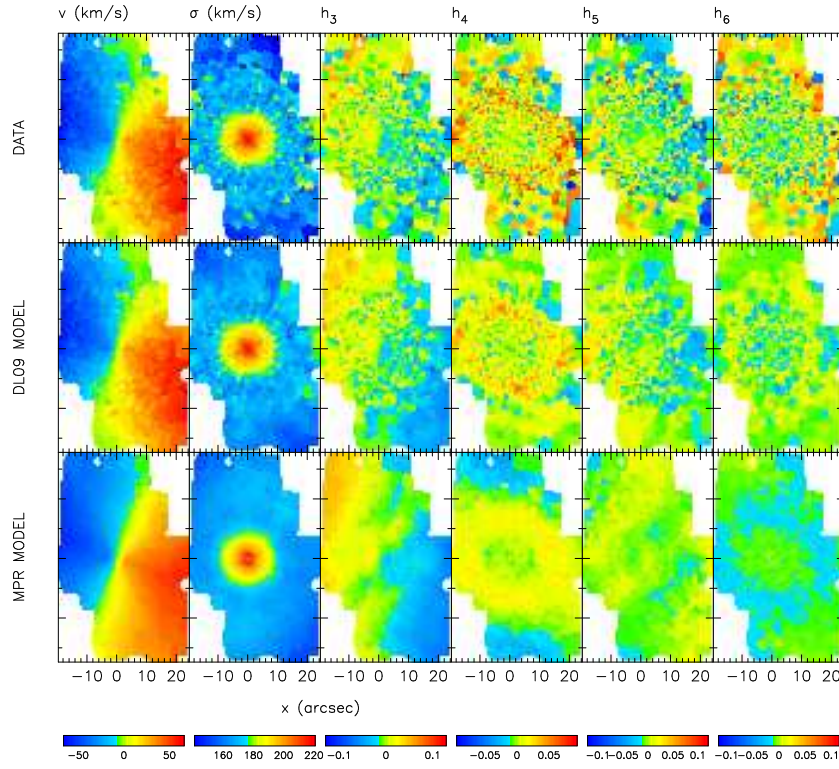 v (km/s) σ (km/s) h3 h4 h5 h6
DATA
DL09 MODEL
MPR MODEL
−10 0 10 20 −10 0 10 20 −10 0 10 20 −10 0 10 20 −10 0 10 20 −10 0 10 20
x (arcsec)
−50 0 50 160 180 200 220 −0.1 0 0.1 −0.05 0 0.05 −0.1 −0.05 0 0.05 0.1 −0.1 −0.05 0 0.05 0.1